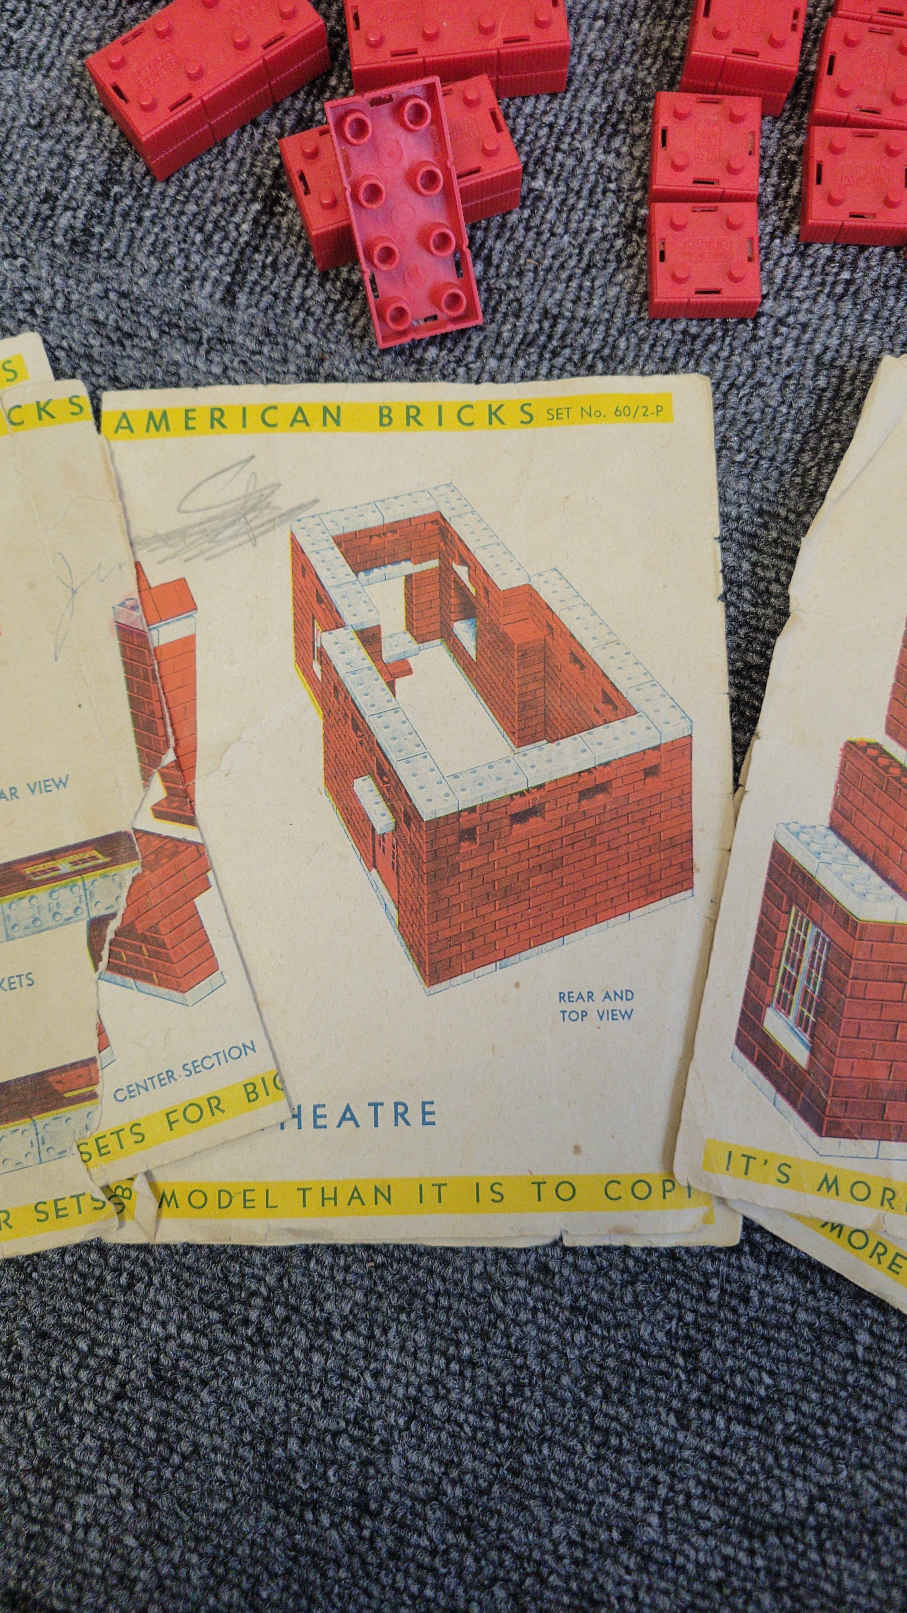 S
CKS
AMERICAN BRICKS SET No. 60/2-P
AR VIEW
KETS
REAR AND
TOP VIEW
CENTER-SECTION
SETS FOR BIG
HEATRE
R SETS
MODEL THAN IT IS TO COPY
IT'S MOR
MORE